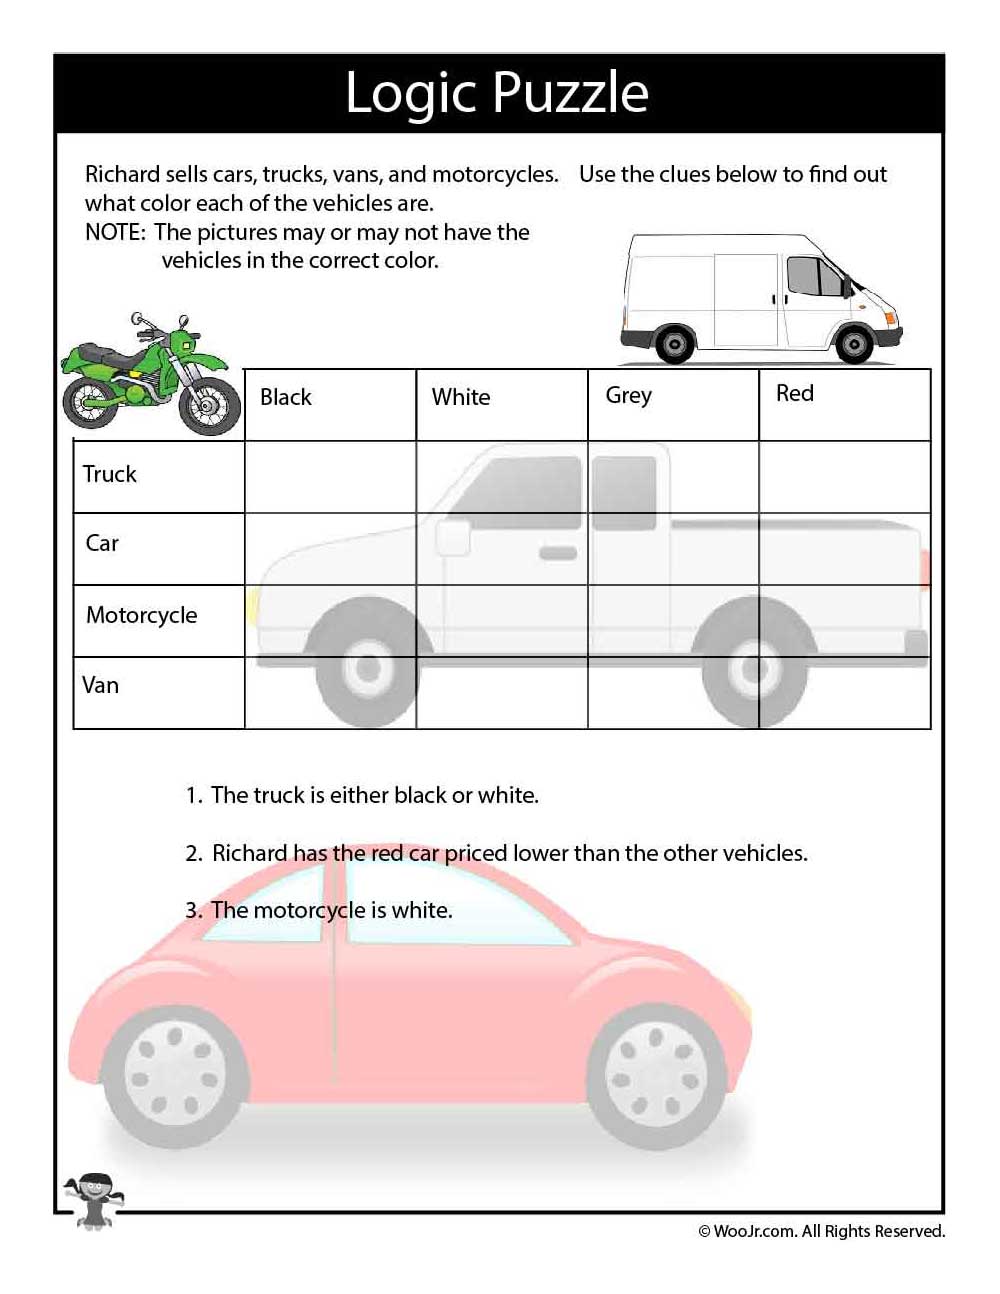 Logic Puzzle
Richard sells cars, trucks, vans, and motorcycles. Use the clues below to find out
what color each of the vehicles are.
NOTE: The pictures may or may not have the
vehicles in the correct color.
Black White Grey Red
Truck
Car
Motorcycle
Van
1. The truck is either black or white.
2. Richard has the red car priced lower than the other vehicles.
3. The motorcycle is white.
© WooJr.com. All Rights Reserved.